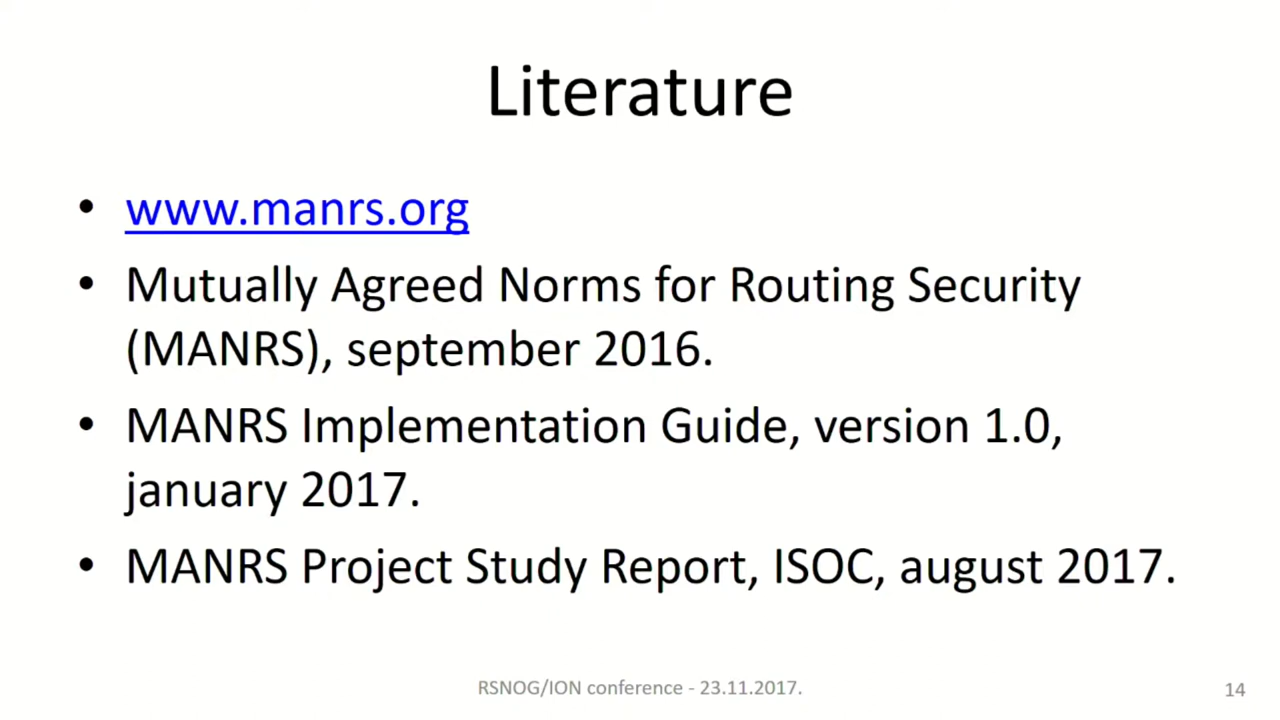 Literature
• www.manrs.org
• Mutually Agreed Norms for Routing Security
(MANRS), september 2016.
• MANRS Implementation Guide, version 1.0,
january 2017.
• MANRS Project Study Report, ISOC, august 2017.
RSNOG/ION conference - 23.11.2017.
14